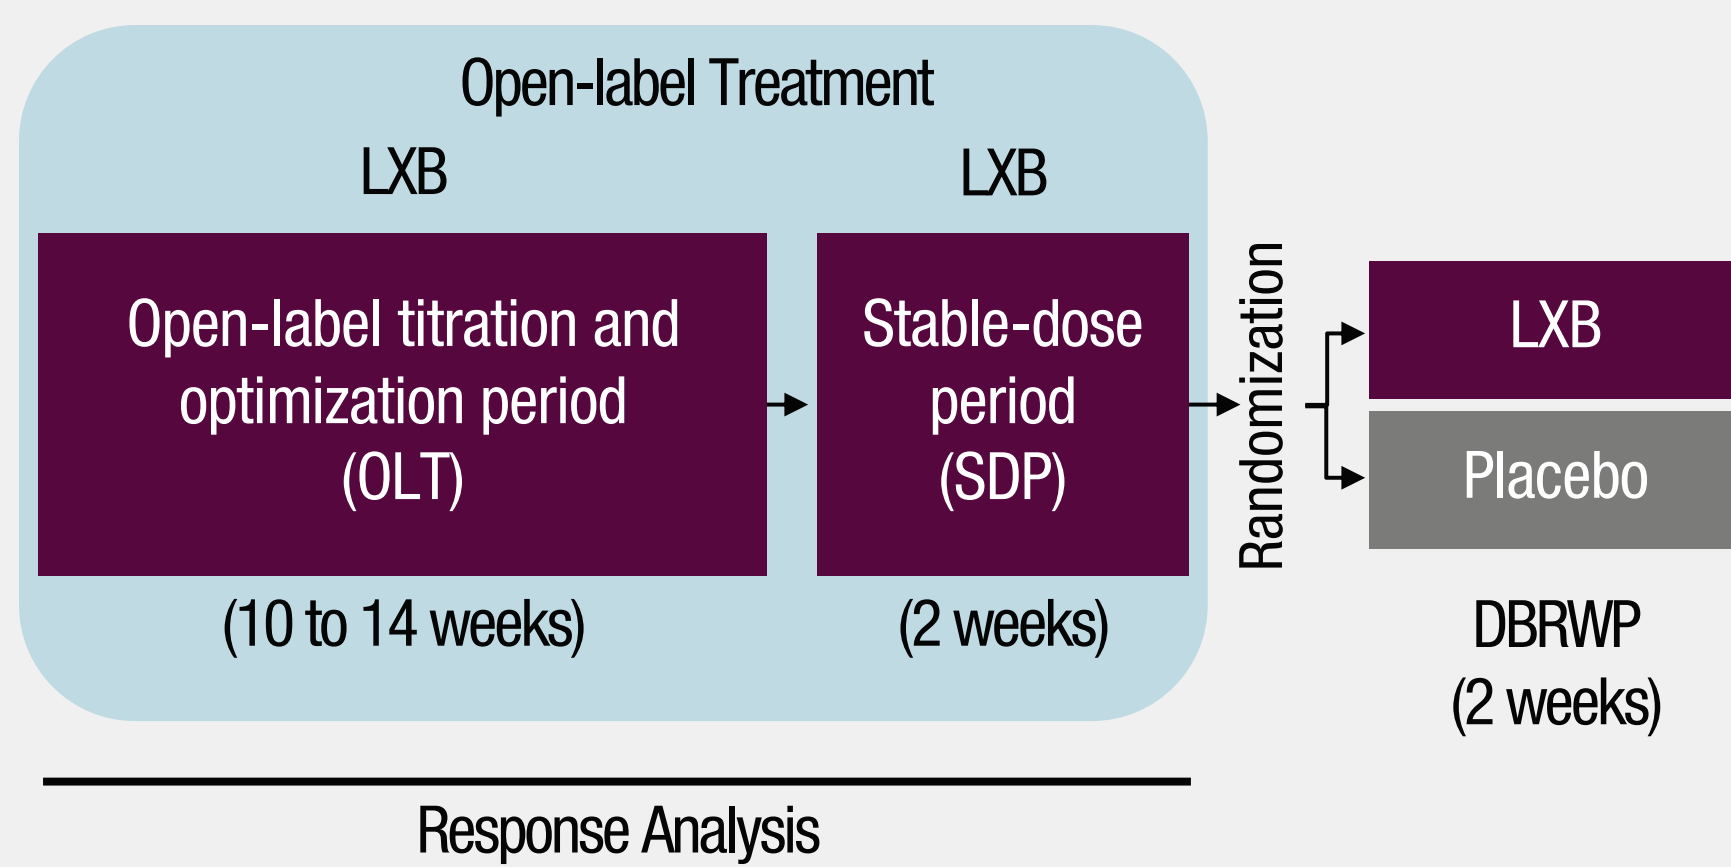 Open-label Treatment
LXB
LXB
Open-label titration and
optimization period
(OLT)
Stable-dose
period
(SDP)
Randomization
LXB
Placebo
(10 to 14 weeks)
(2 weeks)
DBRWP
(2 weeks)
Response Analysis